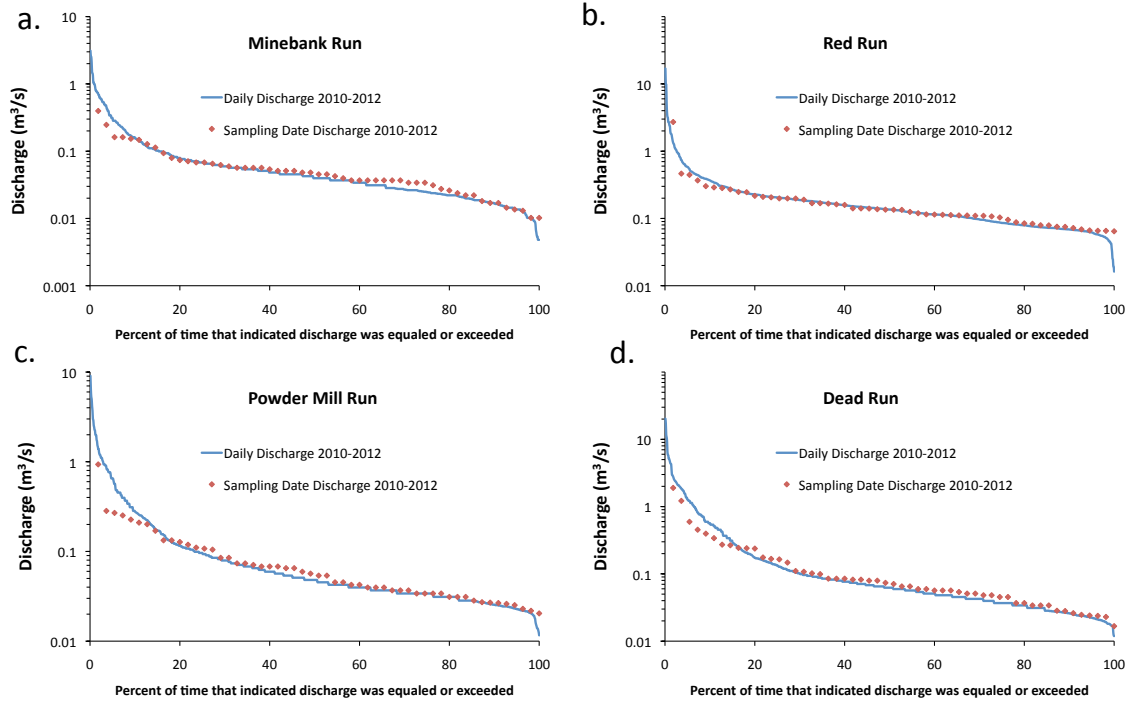 a.
Minebank Run
Daily Discharge 2010-2012
Sampling Date Discharge 2010-2012
Discharge (m³/s)
10
1
0.1
0.01
0.001
0 20 40 60 80 100
Percent of time that indicated discharge was equaled or exceeded
b.
Red Run
Daily Discharge 2010-2012
Sampling Date Discharge 2010-2012
Discharge (m³/s)
10
1
0.1
0.01
0 20 40 60 80 100
Percent of time that indicated discharge was equaled or exceeded
c.
Powder Mill Run
Daily Discharge 2010-2012
Sampling Date Discharge 2010-2012
Discharge (m³/s)
10
1
0.1
0.01
0 20 40 60 80 100
Percent of time that indicated discharge was equaled or exceeded
d.
Dead Run
Daily Discharge 2010-2012
Sampling Date Discharge 2010-2012
Discharge (m³/s)
10
1
0.1
0.01
0 20 40 60 80 100
Percent of time that indicated discharge was equaled or exceeded